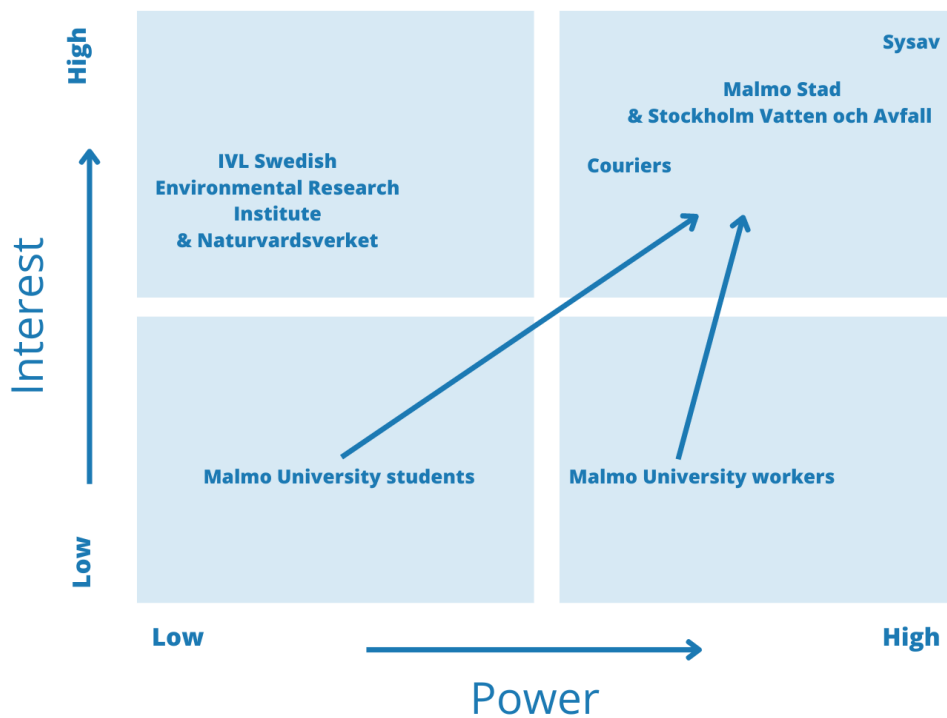 High
Sysav
Malmo Stad
& Stockholm Vatten och Avfall
IVL Swedish
Environmental Research
Institute
& Naturvardsverket
Couriers
Interest
Malmo University students
Malmo University workers
Low
Low
High
Power